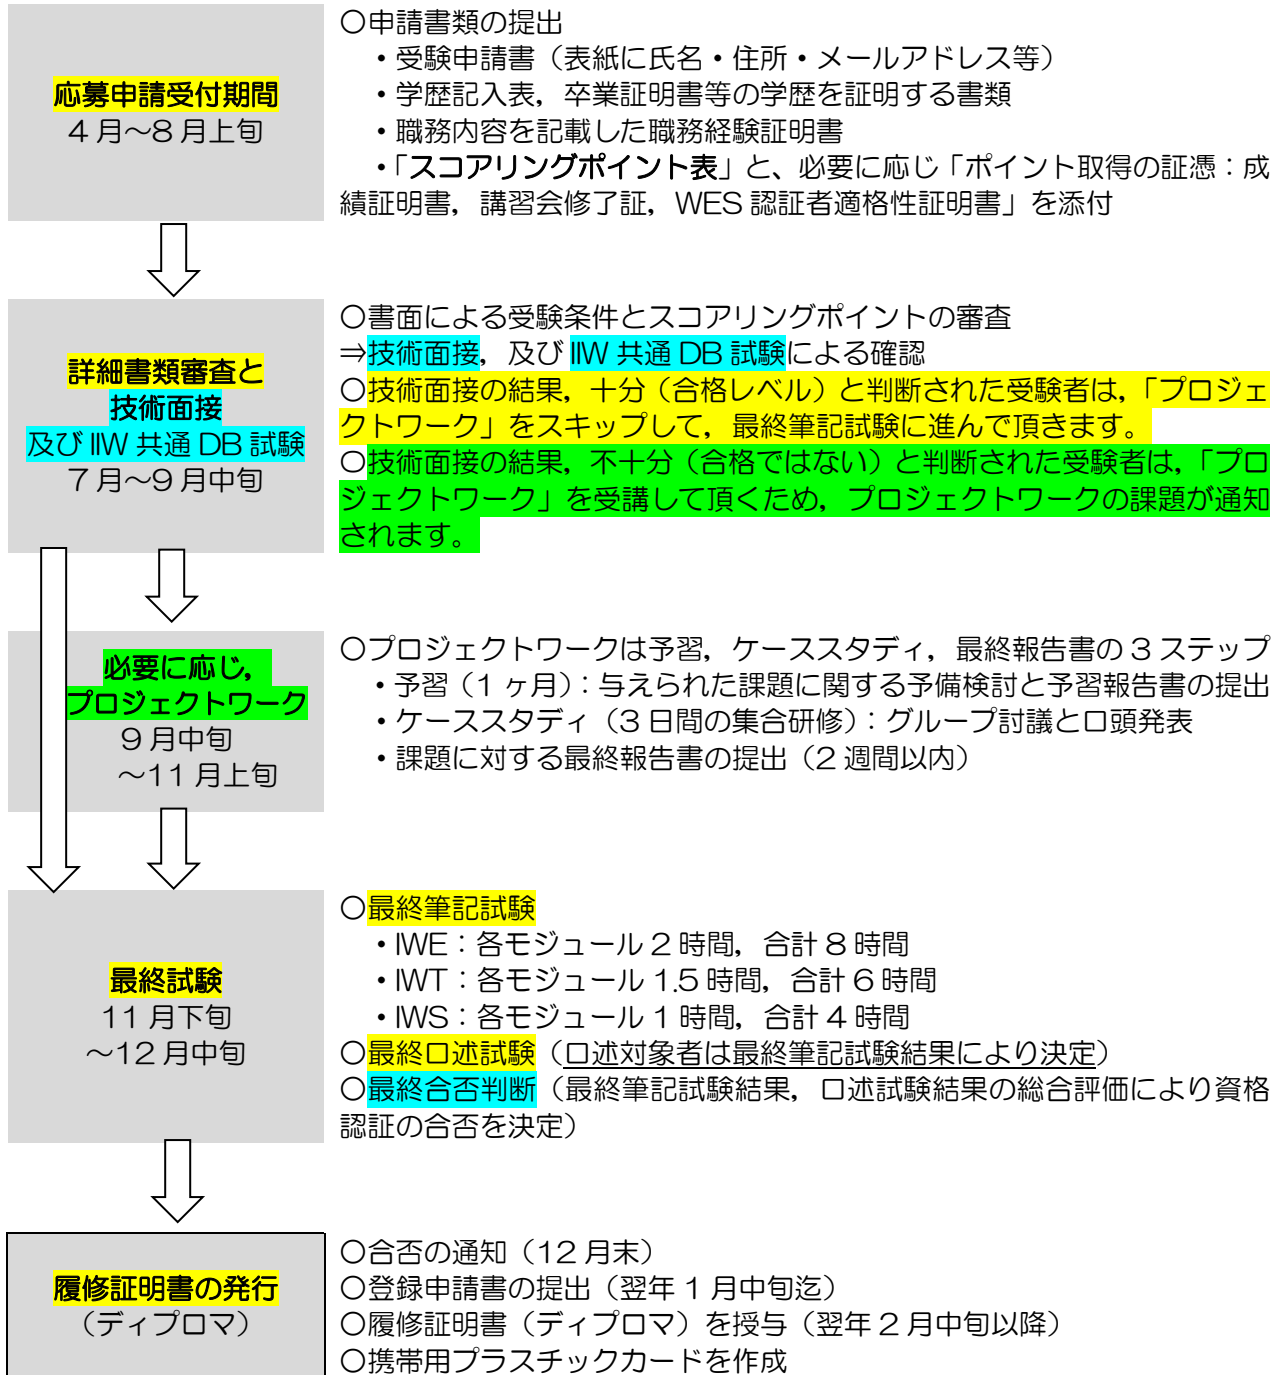 応募申請受付期間
4月～8月上旬
〇申請書類の提出
・受験申請書（表紙に氏名・住所・メールアドレス等）
・学歴記入表，卒業証明書等の学歴を証明する書類
・職務内容を記載した職務経験証明書
・「スコアリングポイント表」と、必要に応じ「ポイント取得の証憑：成
績証明書，講習会修了証，WES 認証者適格性証明書」を添付
詳細書類審査と
技術面接
及び IIW 共通 DB 試験
7月～9月中旬
〇書面による受験条件とスコアリングポイントの審査
⇒技術面接，及び IIW 共通 DB 試験による確認
〇技術面接の結果，十分（合格レベル）と判断された受験者は，「プロジェ
クトワーク」をスキップして，最終筆記試験に進んで頂きます。
〇技術面接の結果，不十分（合格ではない）と判断された受験者は，「プロ
ジェクトワーク」を受講して頂くため，プロジェクトワークの課題が通知
されます。
必要に応じ，
プロジェクトワーク
9月中旬
～11月上旬
〇プロジェクトワークは予習，ケーススタディ，最終報告書の3ステップ
・予習（1ヶ月）：与えられた課題に関する予備検討と予習報告書の提出
・ケーススタディ（3日間の集合研修）：グループ討議と口頭発表
・課題に対する最終報告書の提出（2週間以内）
最終試験
11月下旬
～12月中旬
〇最終筆記試験
・IWE：各モジュール2時間，合計8時間
・IWT：各モジュール1.5時間，合計6時間
・IWS：各モジュール1時間，合計4時間
〇最終口述試験（口述対象者は最終筆記試験結果により決定）
〇最終合否判断（最終筆記試験結果，口述試験結果の総合評価により資格
認証の合否を決定）
履修証明書の発行
（ディプロマ）
〇合否の通知（12月末）
〇登録申請書の提出（翌年1月中旬迄）
〇履修証明書（ディプロマ）を授与（翌年2月中旬以降）
〇携帯用プラスチックカードを作成